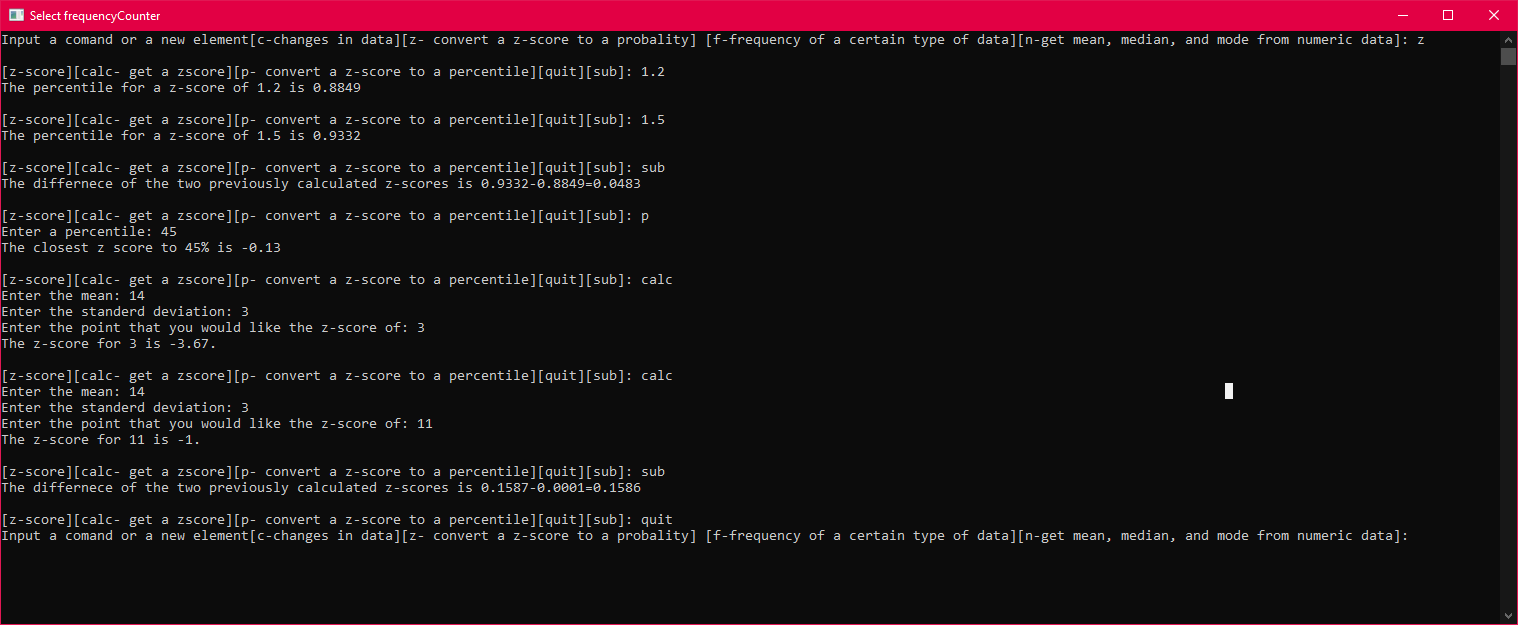 Select frequencyCounter
Input a comand or a new element[c-changes in data][z- convert a z-score to a probality] [f-frequency of a certain type of data][n-get mean, median, and mode from numeric data]: z
[z-score][calc- get a zscore][p- convert a z-score to a percentile][quit][sub]: 1.2
The percentile for a z-score of 1.2 is 0.8849
[z-score][calc- get a zscore][p- convert a z-score to a percentile][quit][sub]: 1.5
The percentile for a z-score of 1.5 is 0.9332
[z-score][calc- get a zscore][p- convert a z-score to a percentile][quit][sub]: sub
The differnece of the two previously calculated z-scores is 0.9332-0.8849=0.0483
[z-score][calc- get a zscore][p- convert a z-score to a percentile][quit][sub]: p
Enter a percentile: 45
The closest z score to 45% is -0.13
[z-score][calc- get a zscore][p- convert a z-score to a percentile][quit][sub]: calc
Enter the mean: 14
Enter the standerd deviation: 3
Enter the point that you would like the z-score of: 3
The z-score for 3 is -3.67.
[z-score][calc- get a zscore][p- convert a z-score to a percentile][quit][sub]: calc
Enter the mean: 14
Enter the standerd deviation: 3
Enter the point that you would like the z-score of: 11
The z-score for 11 is -1.
[z-score][calc- get a zscore][p- convert a z-score to a percentile][quit][sub]: sub
The differnece of the two previously calculated z-scores is 0.1587-0.0001=0.1586
[z-score][calc- get a zscore][p- convert a z-score to a percentile][quit][sub]: quit
Input a comand or a new element[c-changes in data][z- convert a z-score to a probality] [f-frequency of a certain type of data][n-get mean, median, and mode from numeric data]: